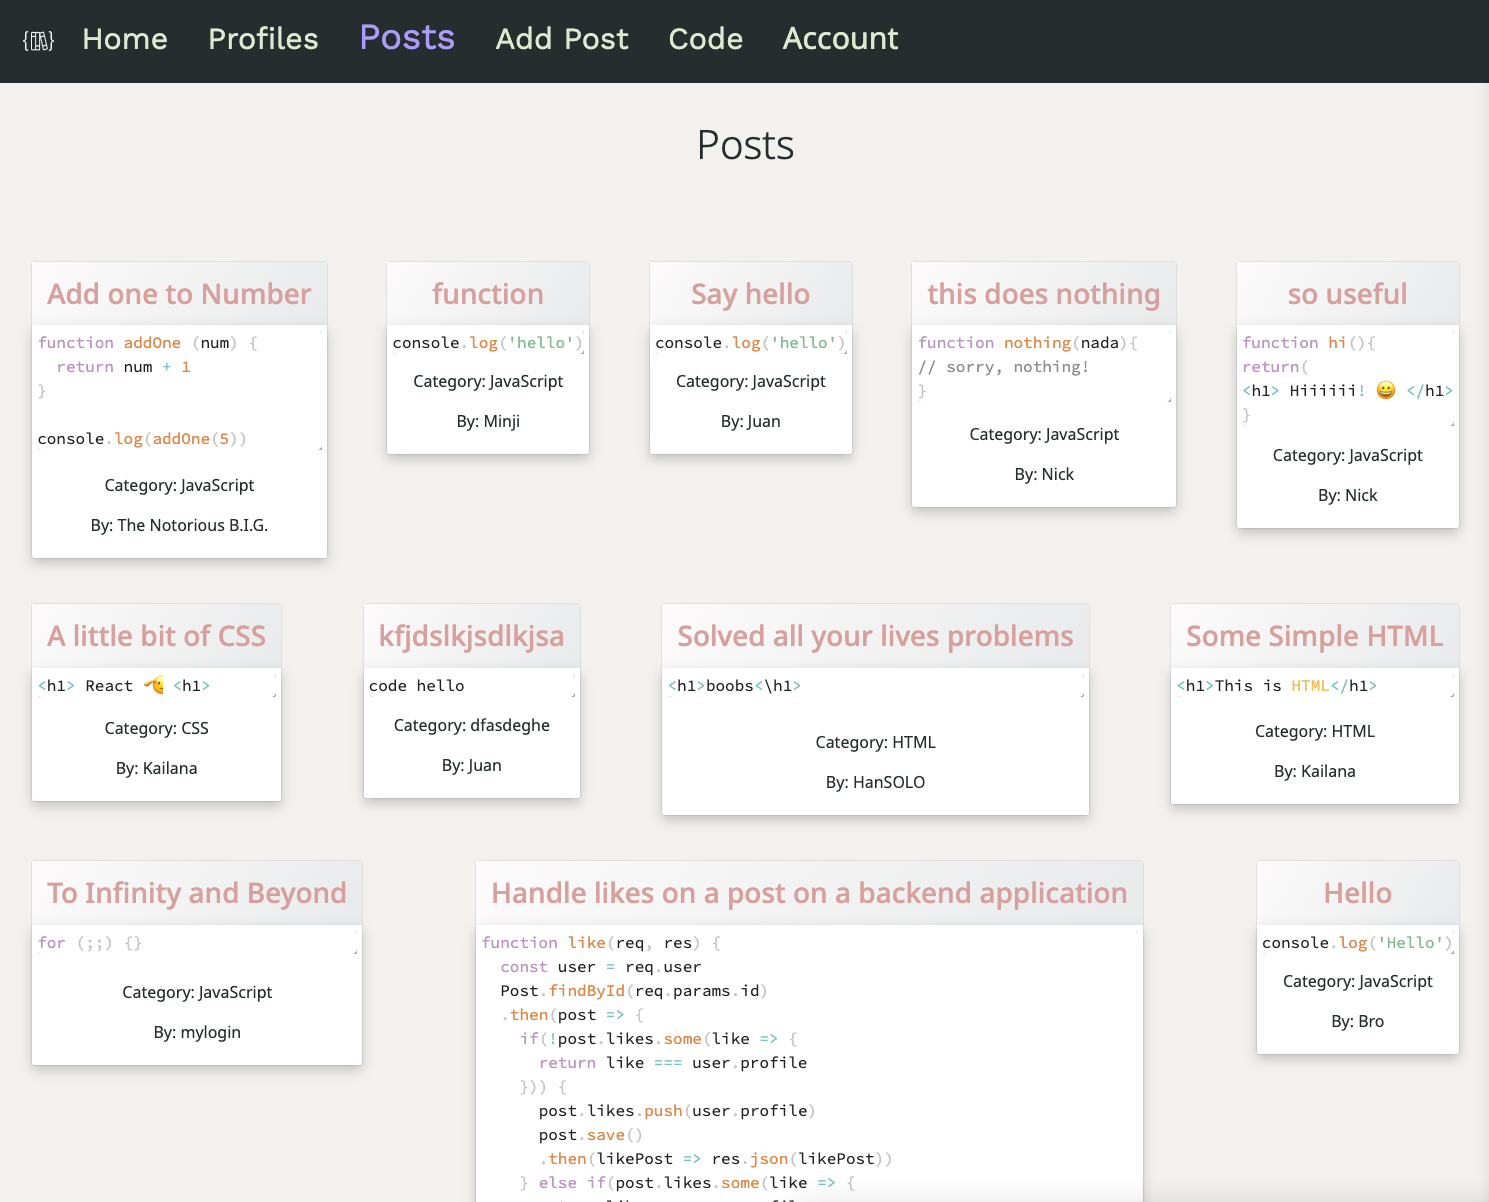 Home Profiles Posts Add Post Code Account
Posts
Add one to Number
function addOne (num) {
  return num + 1
}
console.log(addOne(5))
Category: JavaScript
By: The Notorious B.I.G.
function
console.log('hello')
Category: JavaScript
By: Minji
Say hello
console.log('hello')
Category: JavaScript
By: Juan
this does nothing
function nothing(nada){
// sorry, nothing!
}
Category: JavaScript
By: Nick
so useful
function hi(){
return(
<h1> Hiiiiii! 😀 </h1>
}
Category: JavaScript
By: Nick
A little bit of CSS
<h1> React 🤜 <h1>
Category: CSS
By: Kailana
kfjdslkjsdlkjsa
code hello
Category: dfasdeghe
By: Juan
Solved all your lives problems
<h1>boobs<\h1>
Category: HTML
By: HanSOLO
Some Simple HTML
<h1>This is HTML</h1>
Category: HTML
By: Kailana
To Infinity and Beyond
for (;;) {}
Category: JavaScript
By: mylogin
Handle likes on a post on a backend application
function like(req, res) {
  const user = req.user
  Post.findById(req.params.id)
  .then(post => {
    if(!post.likes.some(like => {
      return like === user.profile
    })) {
      post.likes.push(user.profile)
      post.save()
      .then(likePost => res.json(likePost))
    } else if(post.likes.some(like => {
Hello
console.log('Hello')
Category: JavaScript
By: Bro